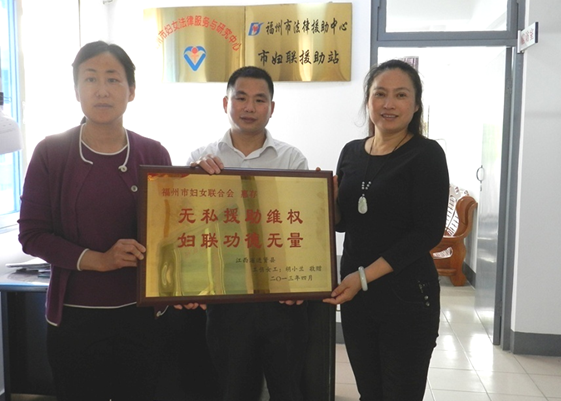 市妇女法律服务与研究中心
福州市法律援助中心
市妇联援助站
福州市妇女联合会
无私援助维权
妇联功德无量
二〇一三年四月